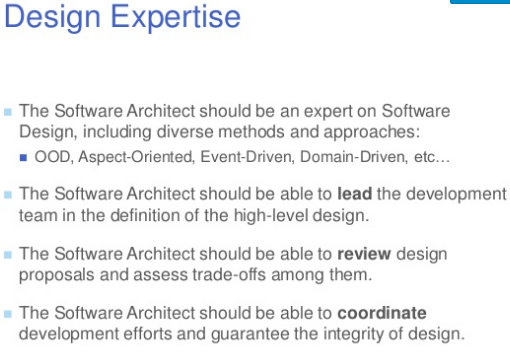 Design Expertise
The Software Architect should be an expert on Software
Design, including diverse methods and approaches:
OOD, Aspect-Oriented, Event-Driven, Domain-Driven, etc…
The Software Architect should be able to lead the development
team in the definition of the high-level design.
The Software Architect should be able to review design
proposals and assess trade-offs among them.
The Software Architect should be able to coordinate
development efforts and guarantee the integrity of design.